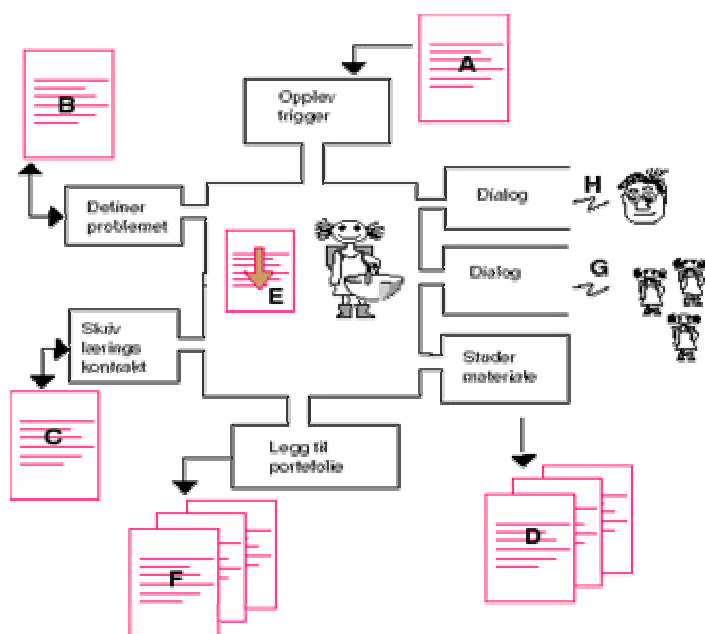 A
Opplev
trigger
B
Definer
problemet
Dialog
H
Dialog
G
E
Skriv
lærings
kontrakt
Studer
materiale
C
Legg til
portefolie
D
F